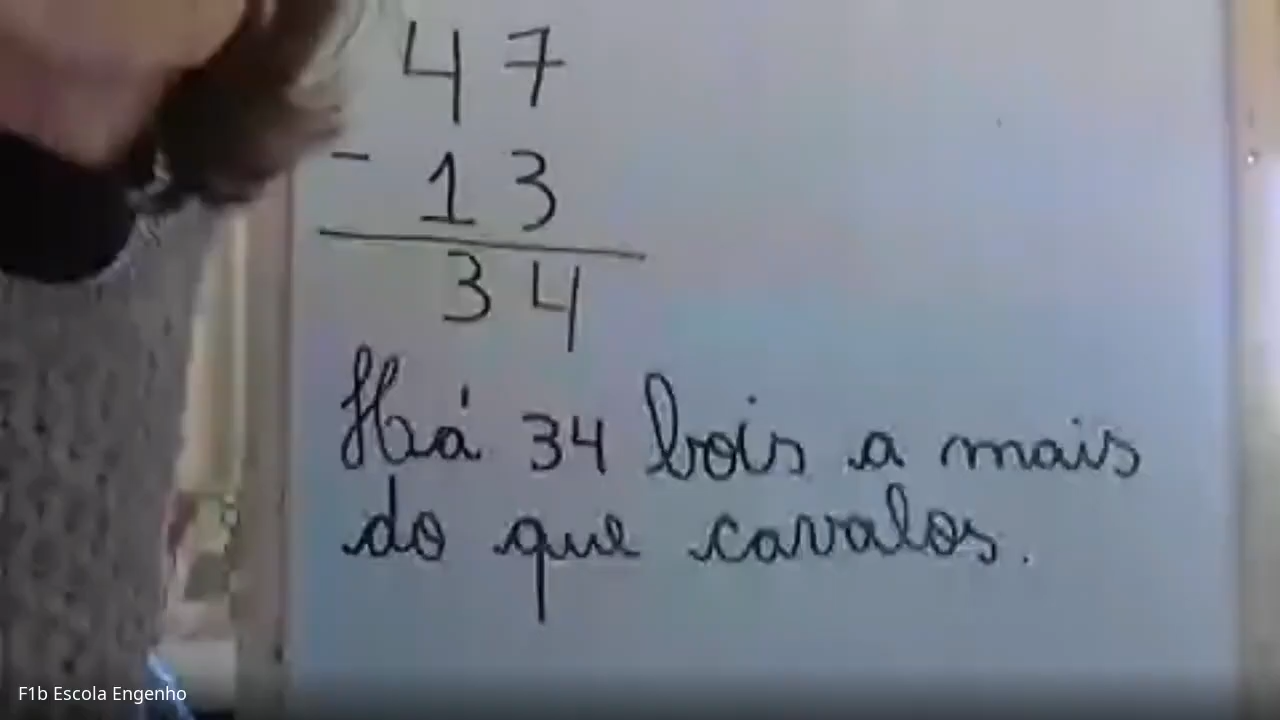 47
- 13
34
Há 34 bois a mais
do que cavalos.
F1b Escola Engenho